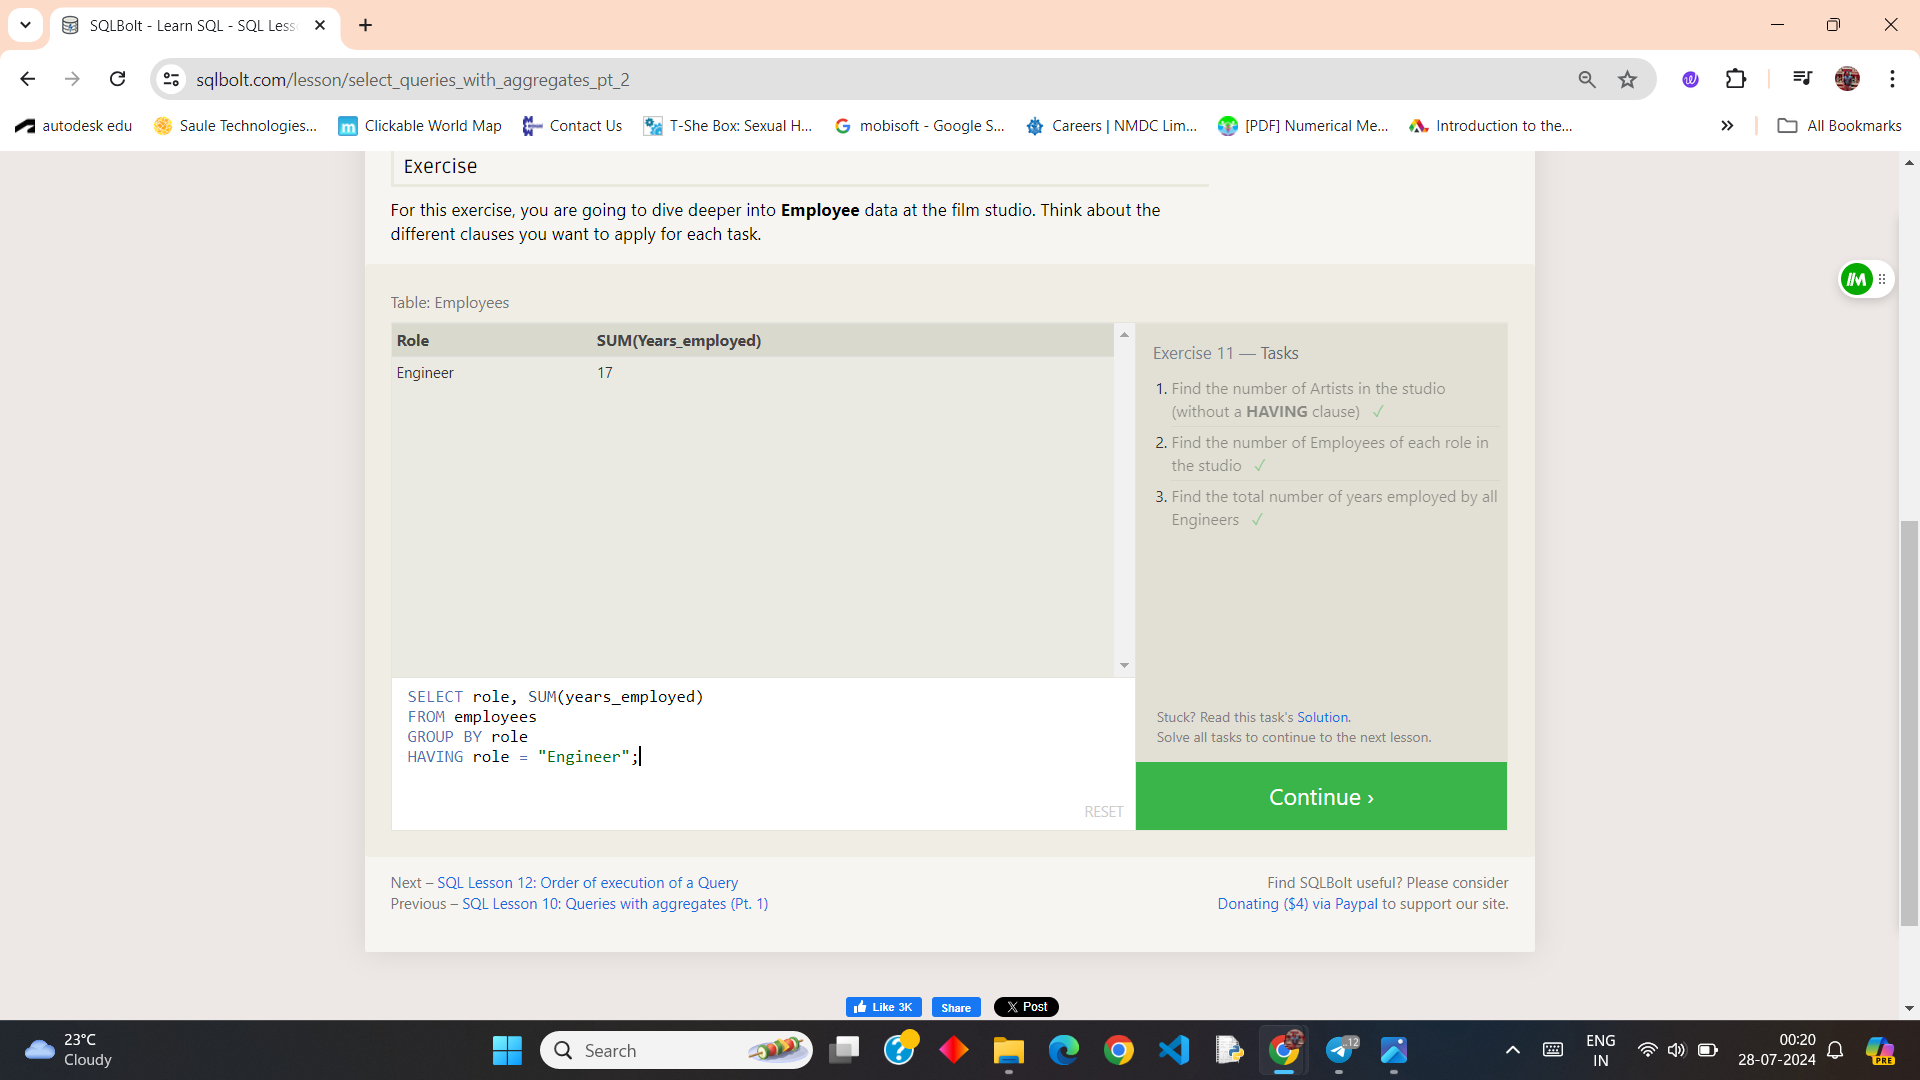 SQLBolt - Learn SQL - SQL Less
sqlbolt.com/lesson/select_queries_with_aggregates_pt_2
autodesk edu
Saule Technologies...
Clickable World Map
Contact Us
T-She Box: Sexual H...
mobisoft - Google S...
Careers | NMDC Lim...
[PDF] Numerical Me...
Introduction to the...
All Bookmarks
Exercise
For this exercise, you are going to dive deeper into Employee data at the film studio. Think about the
different clauses you want to apply for each task.
Table: Employees
Role SUM(Years_employed)
Engineer 17
Exercise 11 — Tasks
1. Find the number of Artists in the studio
(without a HAVING clause) ✓
2. Find the number of Employees of each role in
the studio ✓
3. Find the total number of years employed by all
Engineers ✓
Stuck? Read this task's Solution.
Solve all tasks to continue to the next lesson.
Continue ›
SELECT role, SUM(years_employed)
FROM employees
GROUP BY role
HAVING role = "Engineer";
RESET
Next – SQL Lesson 12: Order of execution of a Query
Previous – SQL Lesson 10: Queries with aggregates (Pt. 1)
Find SQLBolt useful? Please consider
Donating ($4) via Paypal to support our site.
Like 3K
Share
X Post
23°C
Cloudy
Search
12
ENG
IN
00:20
28-07-2024
PRE